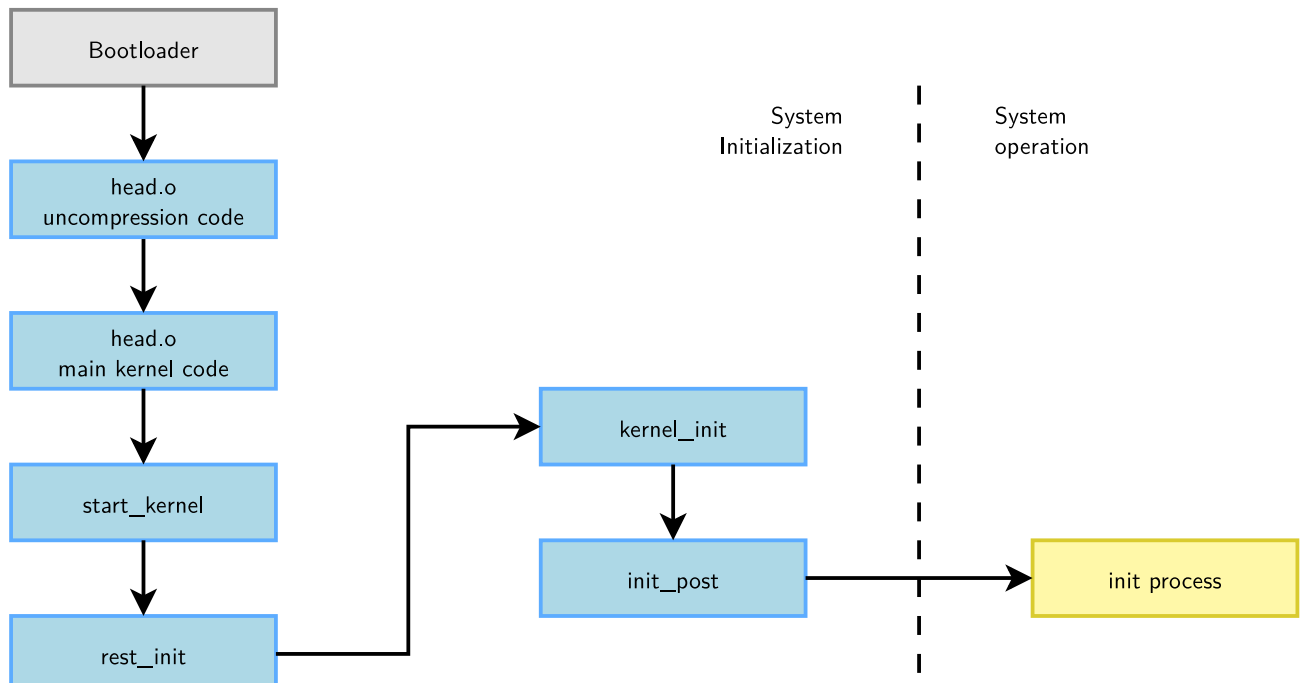 Bootloader
System
Initialization
System
operation
head.o
uncompression code
head.o
main kernel code
kernel_init
start_kernel
init_post
init process
rest_init